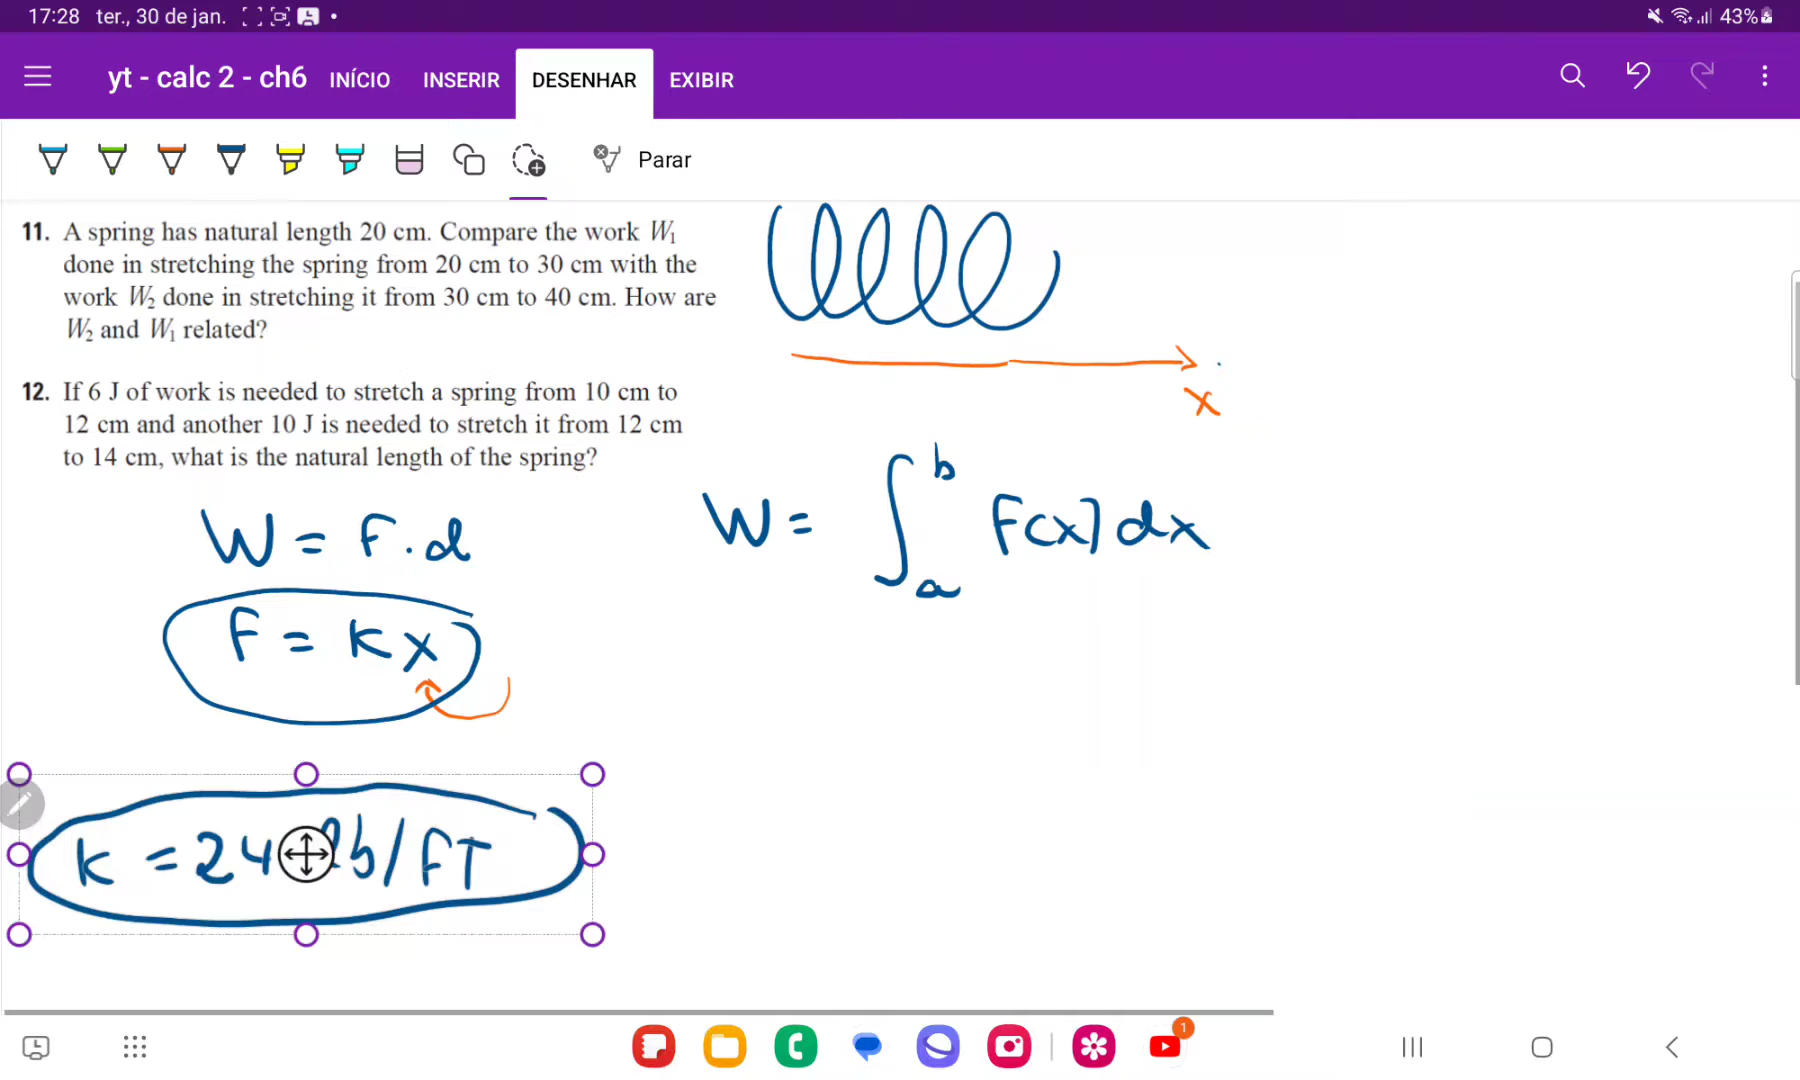 17:28 ter., 30 de jan.
43%
yt - calc 2 - ch6 INÍCIO INSERIR DESENHAR EXIBIR
Parar
11. A spring has natural length 20 cm. Compare the work W₁
done in stretching the spring from 20 cm to 30 cm with the
work W₂ done in stretching it from 30 cm to 40 cm. How are
W₂ and W₁ related?
x
12. If 6 J of work is needed to stretch a spring from 10 cm to
12 cm and another 10 J is needed to stretch it from 12 cm
to 14 cm, what is the natural length of the spring?
W = F.d
W = ∫ₐᵇ F(x) dx
F = Kx
K = 24 lb/FT
1